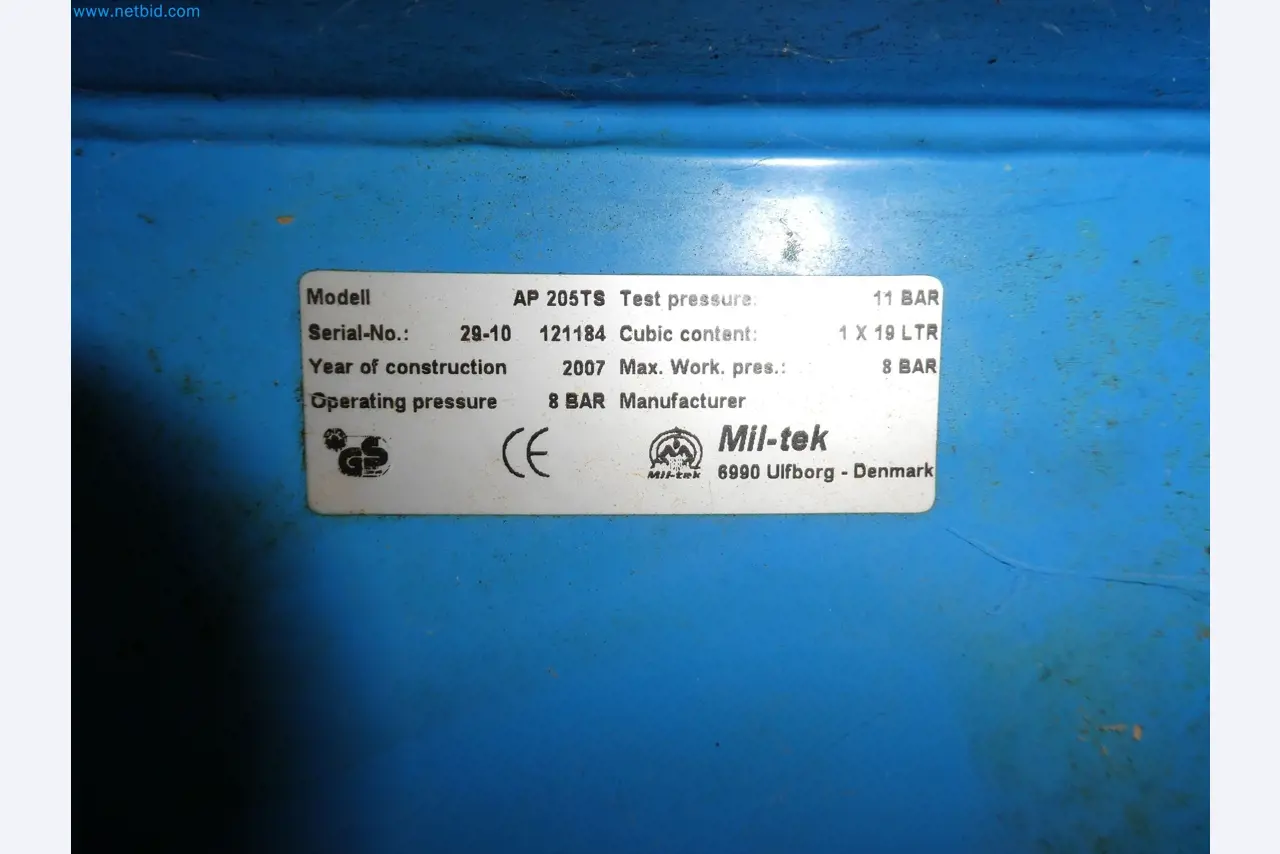 www.netbid.com
Modell AP 205TS Test pressure: 11 BAR
Serial-No.: 29-10 121184 Cubic content: 1 X 19 LTR
Year of construction 2007 Max. Work. pres.: 8 BAR
Operating pressure 8 BAR Manufacturer
GS CE Mil-tek Mil-tek
6990 Ulfborg - Denmark